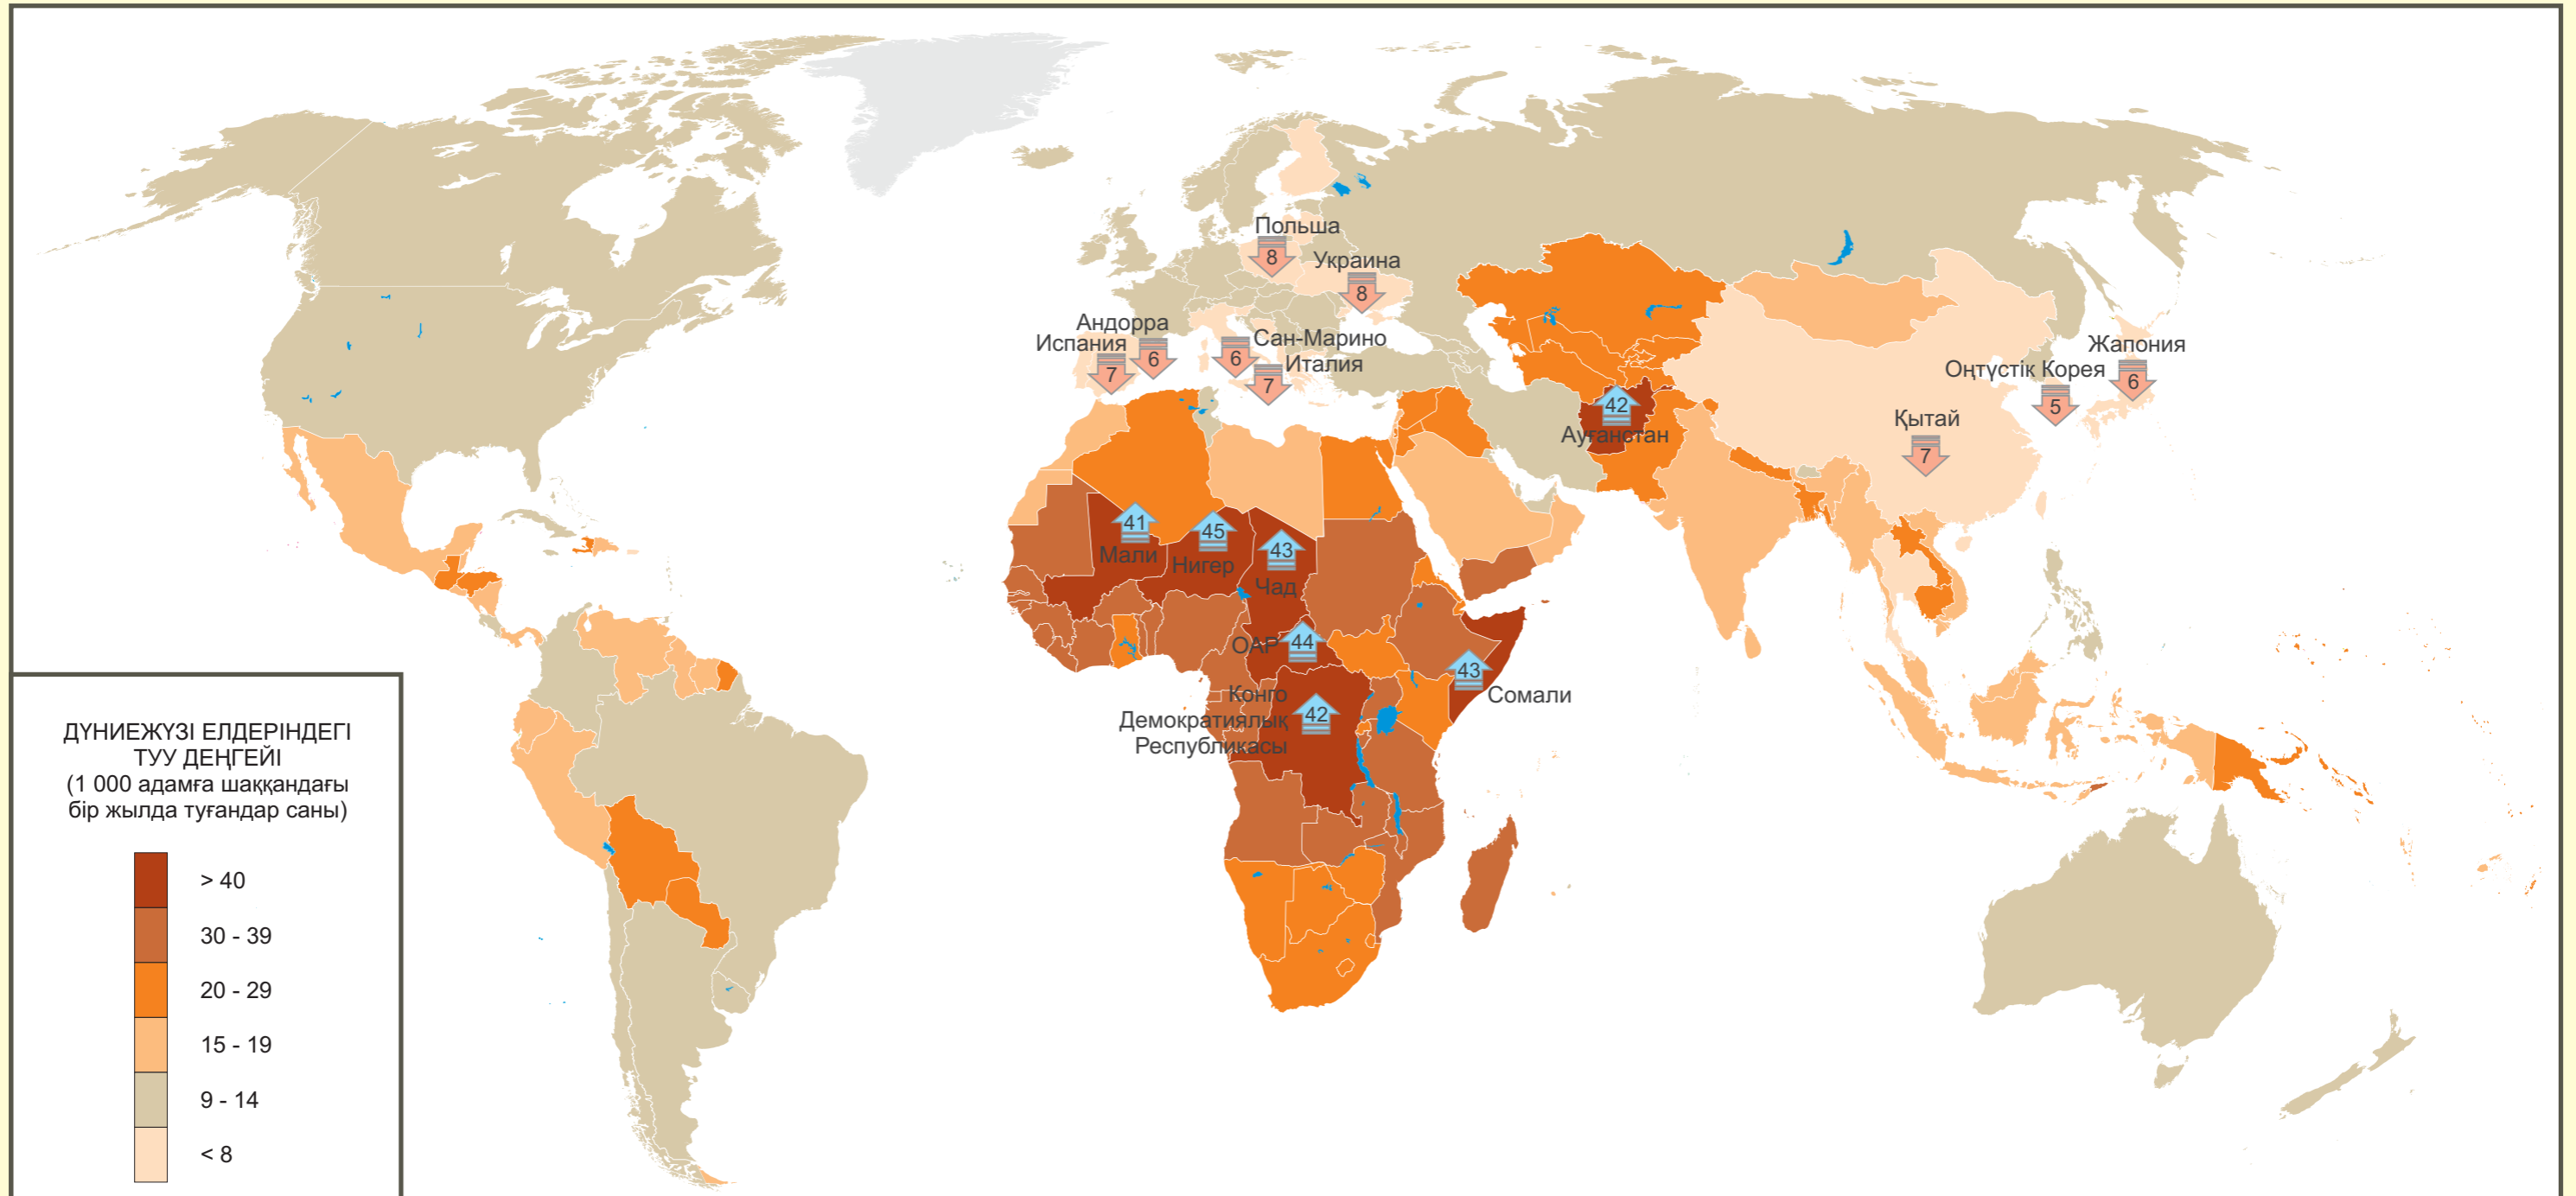 Польша
8
Украина
8
Андорра
6
Испания
7
Сан-Марино
6
Италия
7
Жапония
6
Оңтүстік Корея
5
Қытай
7
42
Ауғанстан
41
Мали
45
Нигер
43
Чад
ОАР
44
43
Сомали
Конго
Демократиялық
Республикасы
42
ДҮНИЕЖҮЗІ ЕЛДЕРІНДЕГІ
ТУУ ДЕҢГЕЙІ
(1 000 адамға шаққандағы
бір жылда туғандар саны)
> 40
30 - 39
20 - 29
15 - 19
9 - 14
< 8